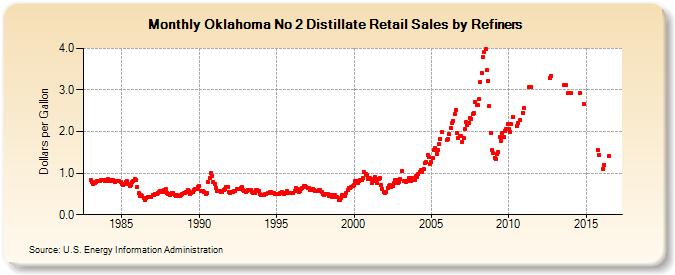 Monthly Oklahoma No 2 Distillate Retail Sales by Refiners
Dollars per Gallon
4.0
3.0
2.0
1.0
0.0
1985 1990 1995 2000 2005 2010 2015
Source: U.S. Energy Information Administration